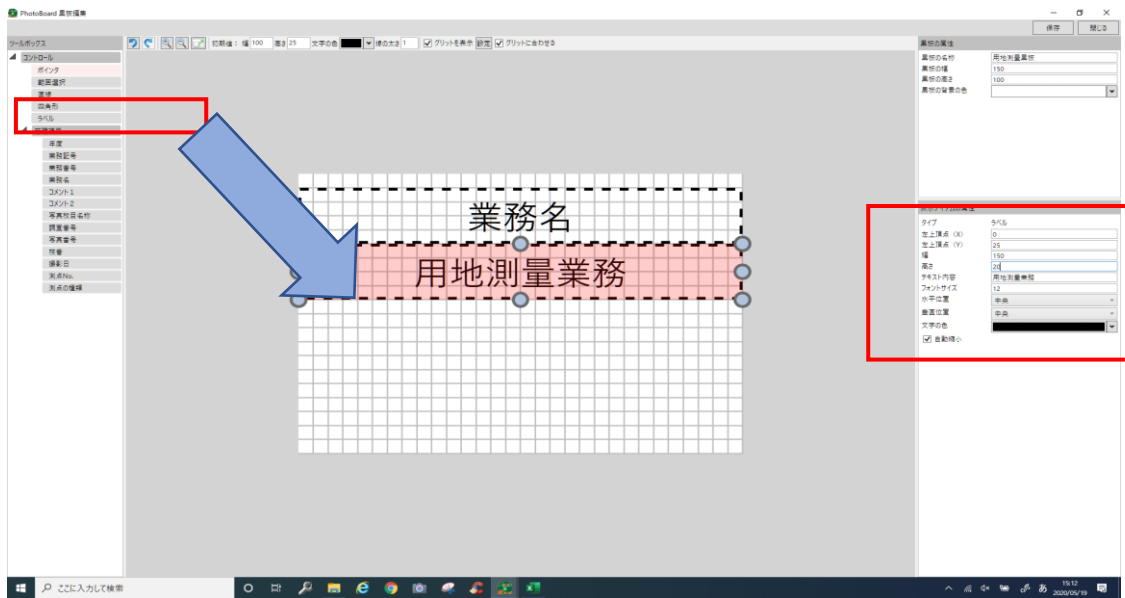 PhotoBoard 黒板編集
保存 閉じる
ツールボックス
初期値: 幅 100 高さ 25 文字の色 線の太さ 1 グリットを表示 設定 グリットに合わせる
コントロール
ポインタ
範囲選択
直線
四角形
ラベル
年度
業務記号
業務番号
業務名
コメント1
コメント2
写真枚目名称
調査番号
写真番号
枝番
撮影日
測点No.
測点の種類
業務名
用地測量業務
黒板の属性
黒板の名称 用地測量黒板
黒板の幅 150
黒板の高さ 100
黒板の背景の色
タイプ ラベル
左上頂点 (X) 0
左上頂点 (Y) 25
幅 150
高さ 20
テキスト内容 用地測量業務
フォントサイズ 12
水平位置 中央
垂直位置 中央
文字の色
自動縮小
ここに入力して検索
あ 15:12
2020/05/19